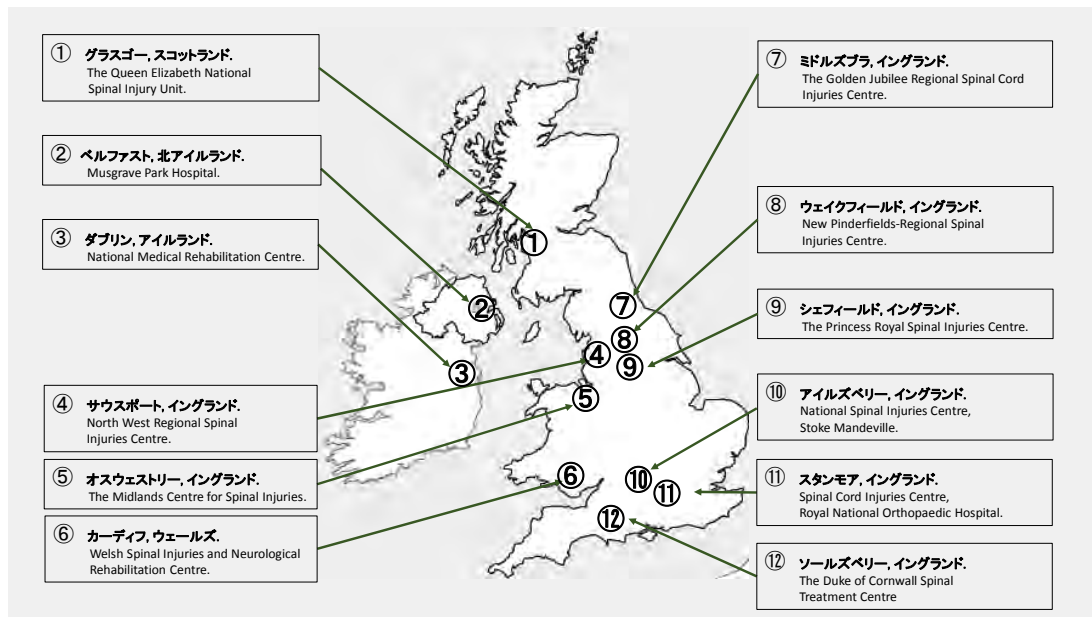 ① グラスゴー, スコットランド.
The Queen Elizabeth National
Spinal Injury Unit.
② ベルファスト, 北アイルランド.
Musgrave Park Hospital.
③ ダブリン, アイルランド.
National Medical Rehabilitation Centre.
④ サウスポート, イングランド.
North West Regional Spinal
Injuries Centre.
⑤ オスウェストリー, イングランド.
The Midlands Centre for Spinal Injuries.
⑥ カーディフ, ウェールズ.
Welsh Spinal Injuries and Neurological
Rehabilitation Centre.
①
②
③
④
⑤
⑥
⑦
⑧
⑨
⑩
⑪
⑫
⑦ ミドルズブラ, イングランド.
The Golden Jubilee Regional Spinal Cord
Injuries Centre.
⑧ ウェイクフィールド, イングランド.
New Pinderfields-Regional Spinal
Injuries Centre.
⑨ シェフィールド, イングランド.
The Princess Royal Spinal Injuries Centre.
⑩ アイルズベリー, イングランド.
National Spinal Injuries Centre,
Stoke Mandeville.
⑪ スタンモア, イングランド.
Spinal Cord Injuries Centre,
Royal National Orthopaedic Hospital.
⑫ ソールズベリー, イングランド.
The Duke of Cornwall Spinal
Treatment Centre